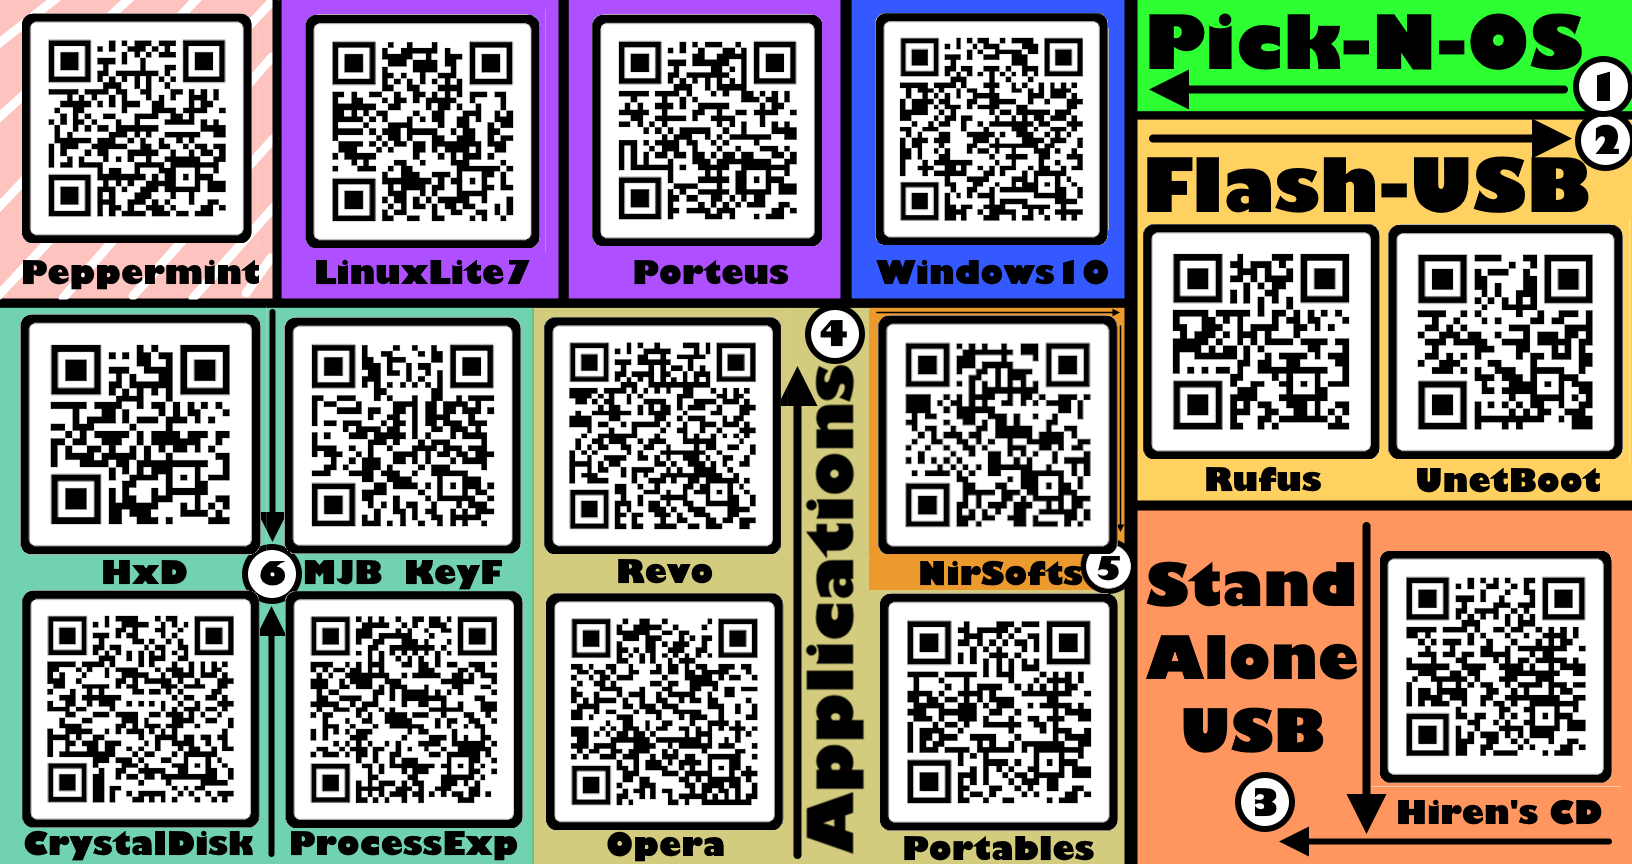 Pick-N-OS
1
2
Flash-USB
Peppermint
LinuxLite7
Porteus
Windows10
Rufus
UnetBoot
4
Applications
HxD
6
MJB KeyF
Revo
NirSofts
5
Stand
Alone
USB
3
Hiren's CD
CrystalDisk
ProcessExp
Opera
Portables